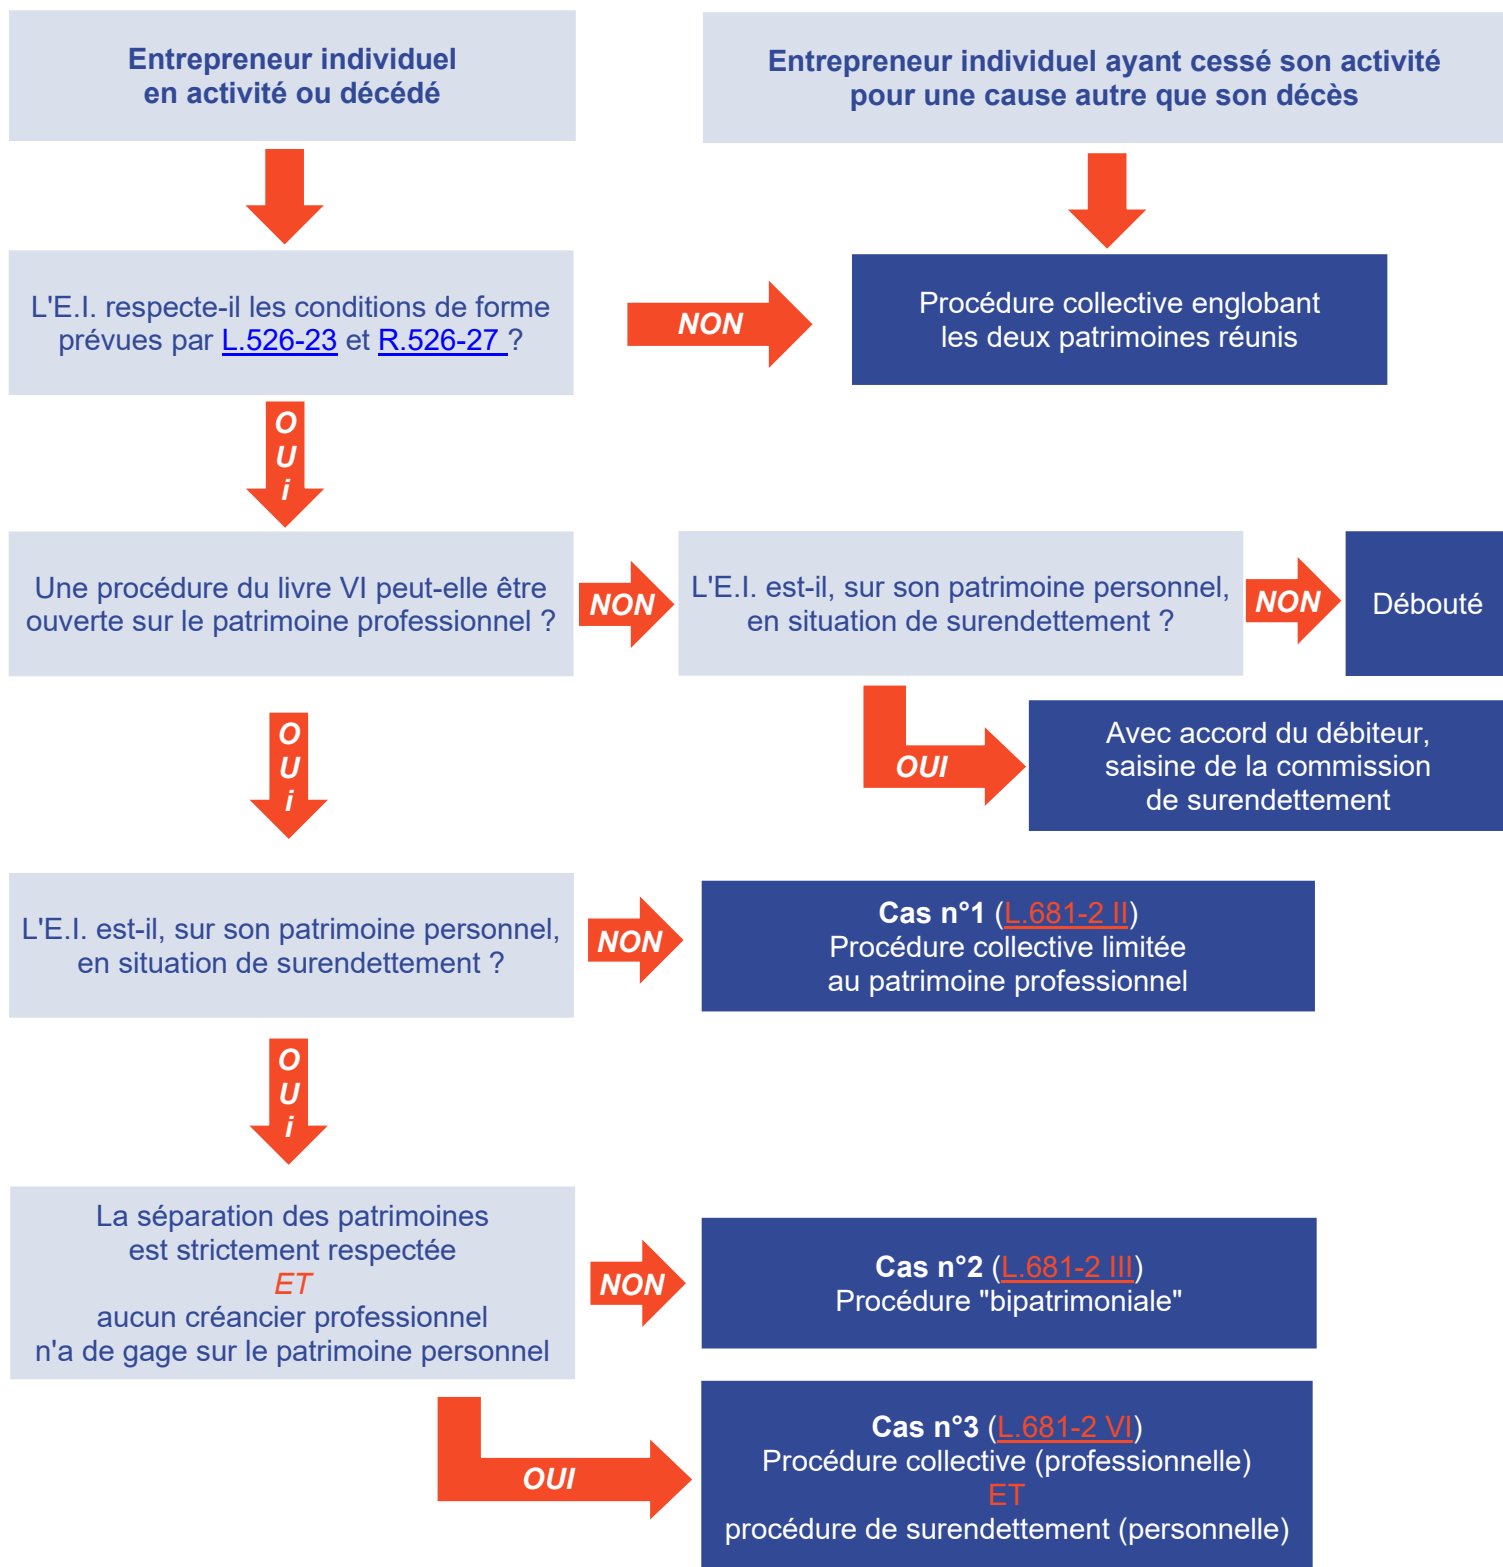 Entrepreneur individuel
en activité ou décédé
Entrepreneur individuel ayant cessé son activité
pour une cause autre que son décès
L'E.I. respecte-il les conditions de forme
prévues par L.526-23 et R.526-27 ?
NON
Procédure collective englobant
les deux patrimoines réunis
O
U
i
Une procédure du livre VI peut-elle être
ouverte sur le patrimoine professionnel ?
NON
L'E.I. est-il, sur son patrimoine personnel,
en situation de surendettement ?
NON
Débouté
OUI
Avec accord du débiteur,
saisine de la commission
de surendettement
O
U
i
L'E.I. est-il, sur son patrimoine personnel,
en situation de surendettement ?
NON
Cas n°1 (L.681-2 II)
Procédure collective limitée
au patrimoine professionnel
O
U
i
La séparation des patrimoines
est strictement respectée
ET
aucun créancier professionnel
n'a de gage sur le patrimoine personnel
NON
Cas n°2 (L.681-2 III)
Procédure "bipatrimoniale"
OUI
Cas n°3 (L.681-2 VI)
Procédure collective (professionnelle)
ET
procédure de surendettement (personnelle)